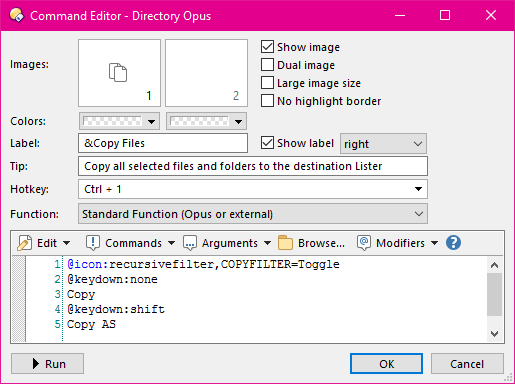 Command Editor - Directory Opus
Images:
1
2
Show image
Dual image
Large image size
No highlight border
Colors:
Label: &Copy Files Show label right
Tip: Copy all selected files and folders to the destination Lister
Hotkey: Ctrl + 1
Function: Standard Function (Opus or external)
Edit Commands Arguments Browse... Modifiers ?
1 @icon:recursivefilter,COPYFILTER=Toggle
2 @keydown:none
3 Copy
4 @keydown:shift
5 Copy AS
Run OK Cancel